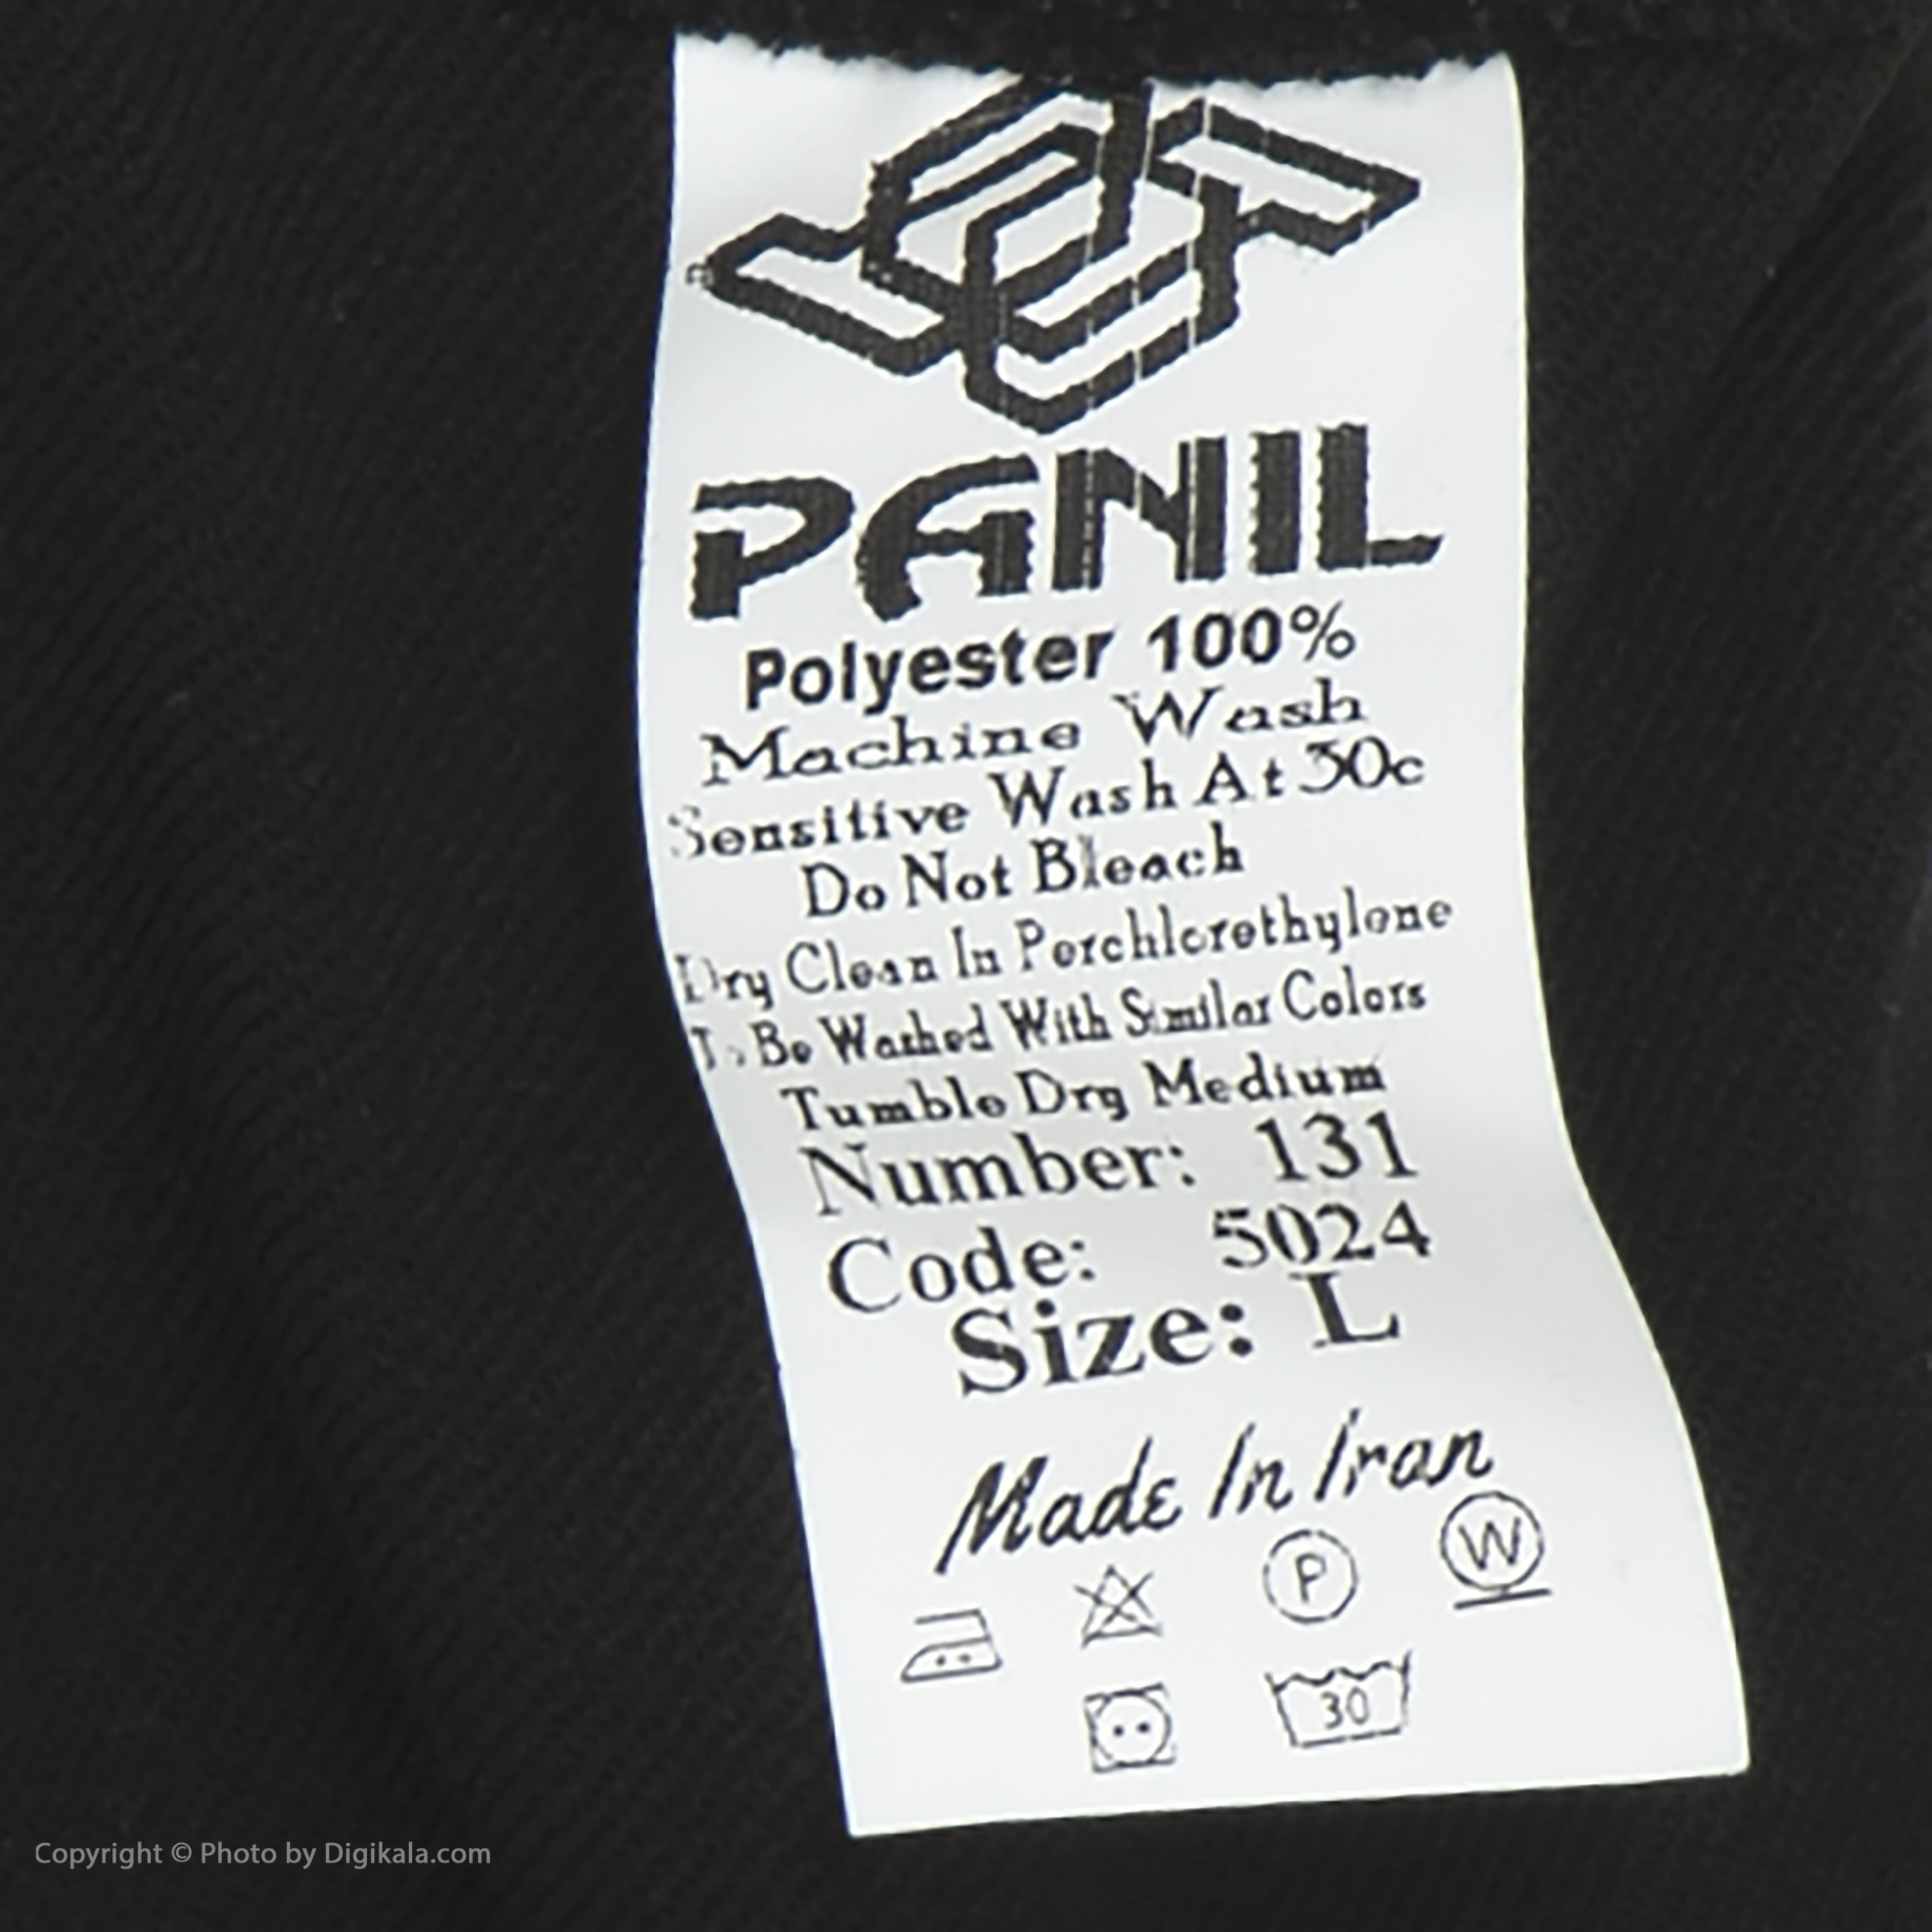 PANIL
Polyester 100%
Machine Wash
Sensitive Wash At 30c
Do Not Bleach
Dry Clean In Perchlorethylene
To Be Washed With Similar Colors
Tumble Dry Medium
Number: 131
Code: 5024
Size: L
Made In Iran
P
W
30
Copyright © Photo by Digikala.com